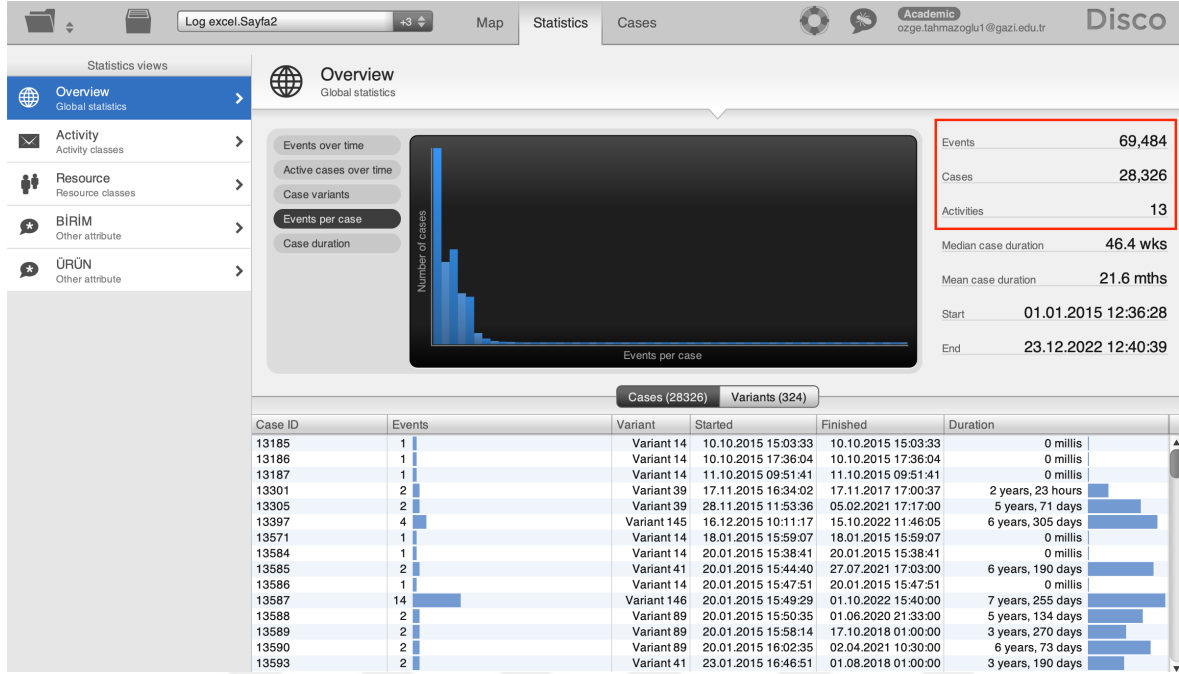 Log excel.Sayfa2 +3 Map Statistics Cases Academic Disco
ozge.tahmazoglu1@gazi.edu.tr
Statistics views
Overview
Global statistics
Activity
Activity classes
Resource
Resource classes
BİRİM
Other attribute
ÜRÜN
Other attribute
Overview
Global statistics
Events over time
Active cases over time
Case variants
Events per case
Case duration
Number of cases
Events per case
Events 69,484
Cases 28,326
Activities 13
Median case duration 46.4 wks
Mean case duration 21.6 mths
Start 01.01.2015 12:36:28
End 23.12.2022 12:40:39
Cases (28326) Variants (324)
Case ID Events Variant Started Finished Duration
13185 1 Variant 14 10.10.2015 15:03:33 10.10.2015 15:03:33 0 millis
13186 1 Variant 14 10.10.2015 17:36:04 10.10.2015 17:36:04 0 millis
13187 1 Variant 14 11.10.2015 09:51:41 11.10.2015 09:51:41 0 millis
13301 2 Variant 39 17.11.2015 16:34:02 17.11.2017 17:00:37 2 years, 23 hours
13305 2 Variant 39 28.11.2015 11:53:36 05.02.2021 17:17:00 5 years, 71 days
13397 4 Variant 145 16.12.2015 10:11:17 15.10.2022 11:46:05 6 years, 305 days
13571 1 Variant 14 18.01.2015 15:59:07 18.01.2015 15:59:07 0 millis
13584 1 Variant 14 20.01.2015 15:38:41 20.01.2015 15:38:41 0 millis
13585 2 Variant 41 20.01.2015 15:44:40 27.07.2021 17:03:00 6 years, 190 days
13586 1 Variant 14 20.01.2015 15:47:51 20.01.2015 15:47:51 0 millis
13587 14 Variant 146 20.01.2015 15:49:29 01.10.2022 15:40:00 7 years, 255 days
13588 2 Variant 89 20.01.2015 15:50:35 01.06.2020 21:33:00 5 years, 134 days
13589 2 Variant 89 20.01.2015 15:58:14 17.10.2018 01:00:00 3 years, 270 days
13590 2 Variant 89 20.01.2015 16:02:35 02.04.2021 10:30:00 6 years, 73 days
13593 2 Variant 41 23.01.2015 16:46:51 01.08.2018 01:00:00 3 years, 190 days